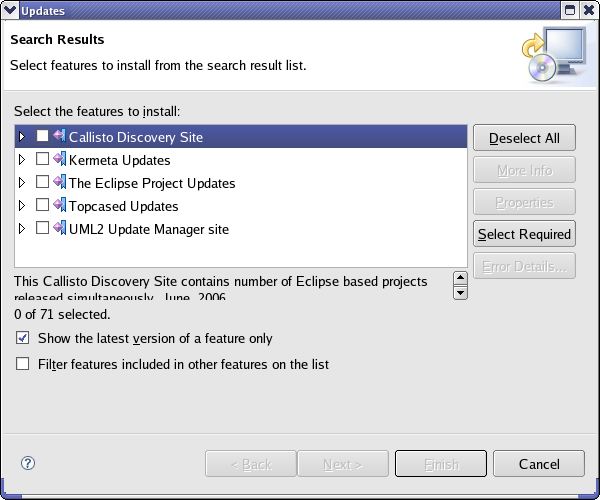 Updates
Search Results
Select features to install from the search result list.
Select the features to install:
Callisto Discovery Site
Kermeta Updates
The Eclipse Project Updates
Topcased Updates
UML2 Update Manager site
Deselect All
More Info
Properties
Select Required
Error Details...
This Callisto Discovery Site contains number of Eclipse based projects
released simultaneously, June, 2006
0 of 71 selected.
Show the latest version of a feature only
Filter features included in other features on the list
?
< Back
Next >
Finish
Cancel